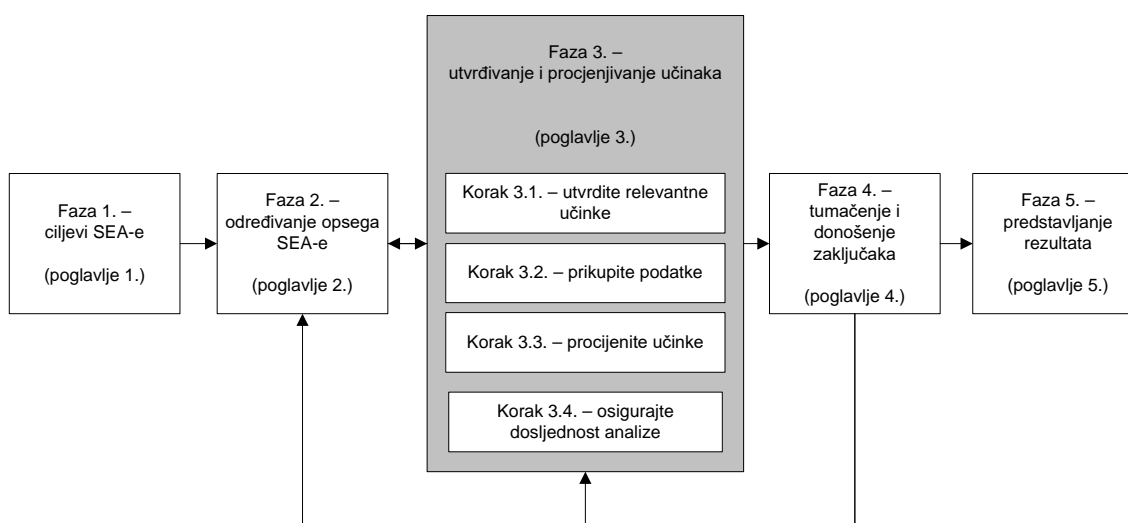 Faza 1. –
ciljevi SEA-e
(poglavlje 1.)
Faza 2. –
određivanje opsega
SEA-e
(poglavlje 2.)
Faza 3. –
utvrđivanje i procjenjivanje učinaka
(poglavlje 3.)
Korak 3.1. – utvrdite relevantne
učinke
Korak 3.2. – prikupite podatke
Korak 3.3. – procijenite učinke
Korak 3.4. – osigurajte
dosljednost analize
Faza 4. –
tumačenje i
donošenje
zaključaka
(poglavlje 4.)
Faza 5. –
predstavljanje
rezultata
(poglavlje 5.)